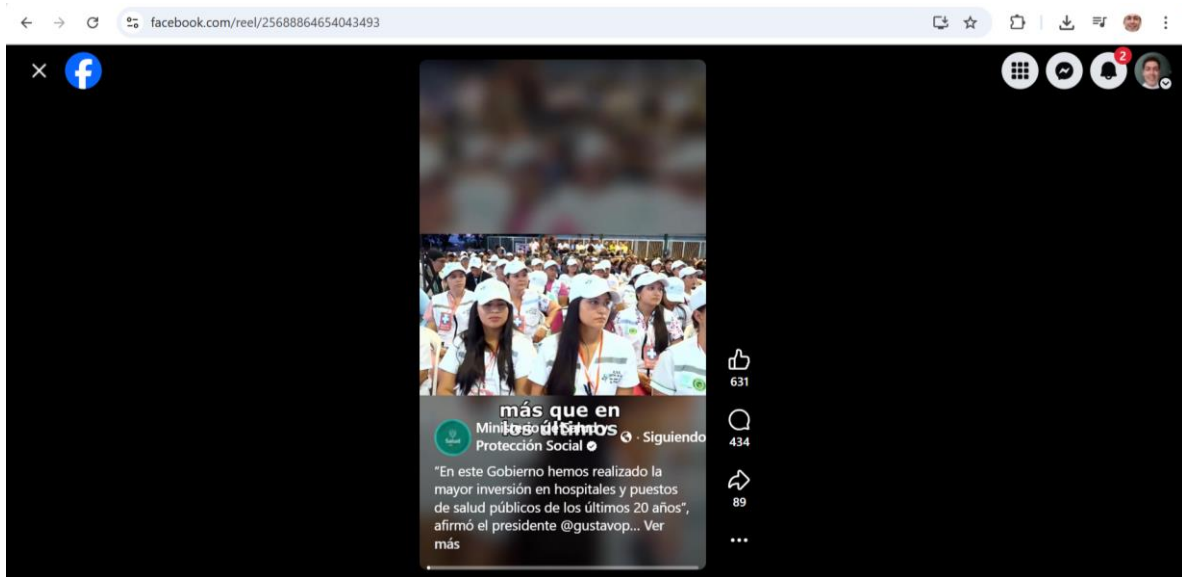 facebook.com/reel/25688864654043493
2
631
434
89
más que en
los últimos
Ministerio de Salud y
Protección Social · Siguiendo
Salud
"En este Gobierno hemos realizado la
mayor inversión en hospitales y puestos
de salud públicos de los últimos 20 años",
afirmó el presidente @gustavop... Ver
más